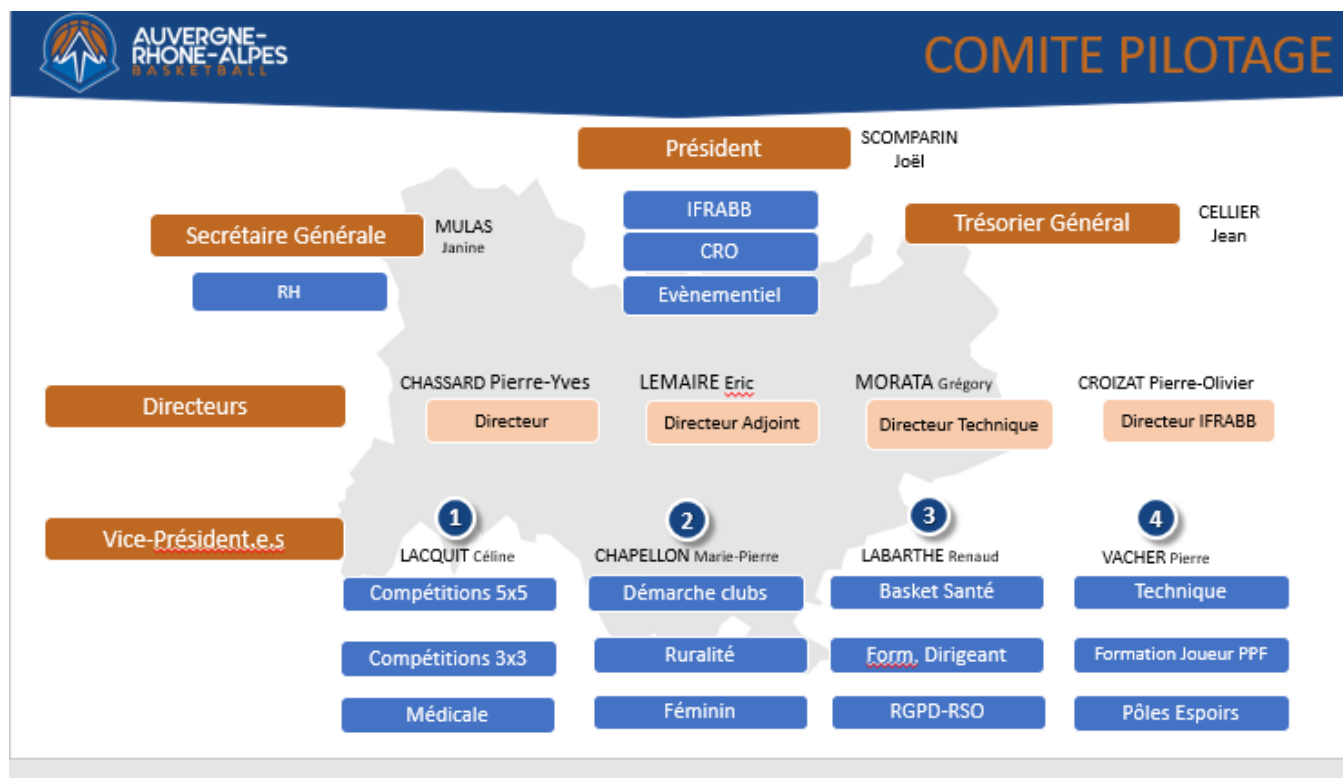 AUVERGNE-
RHONE-ALPES
BASKETBALL
COMITE PILOTAGE
Président
SCOMPARIN
Joël
IFRABB
CRO
Evènementiel
Secrétaire Générale
MULAS
Janine
RH
Trésorier Général
CELLIER
Jean
Directeurs
CHASSARD Pierre-Yves
Directeur
LEMAIRE Eric
Directeur Adjoint
MORATA Grégory
Directeur Technique
CROIZAT Pierre-Olivier
Directeur IFRABB
Vice-Président.e.s
1
LACQUIT Céline
Compétitions 5x5
Compétitions 3x3
Médicale
2
CHAPELLON Marie-Pierre
Démarche clubs
Ruralité
Féminin
3
LABARTHE Renaud
Basket Santé
Form. Dirigeant
RGPD-RSO
4
VACHER Pierre
Technique
Formation Joueur PPF
Pôles Espoirs